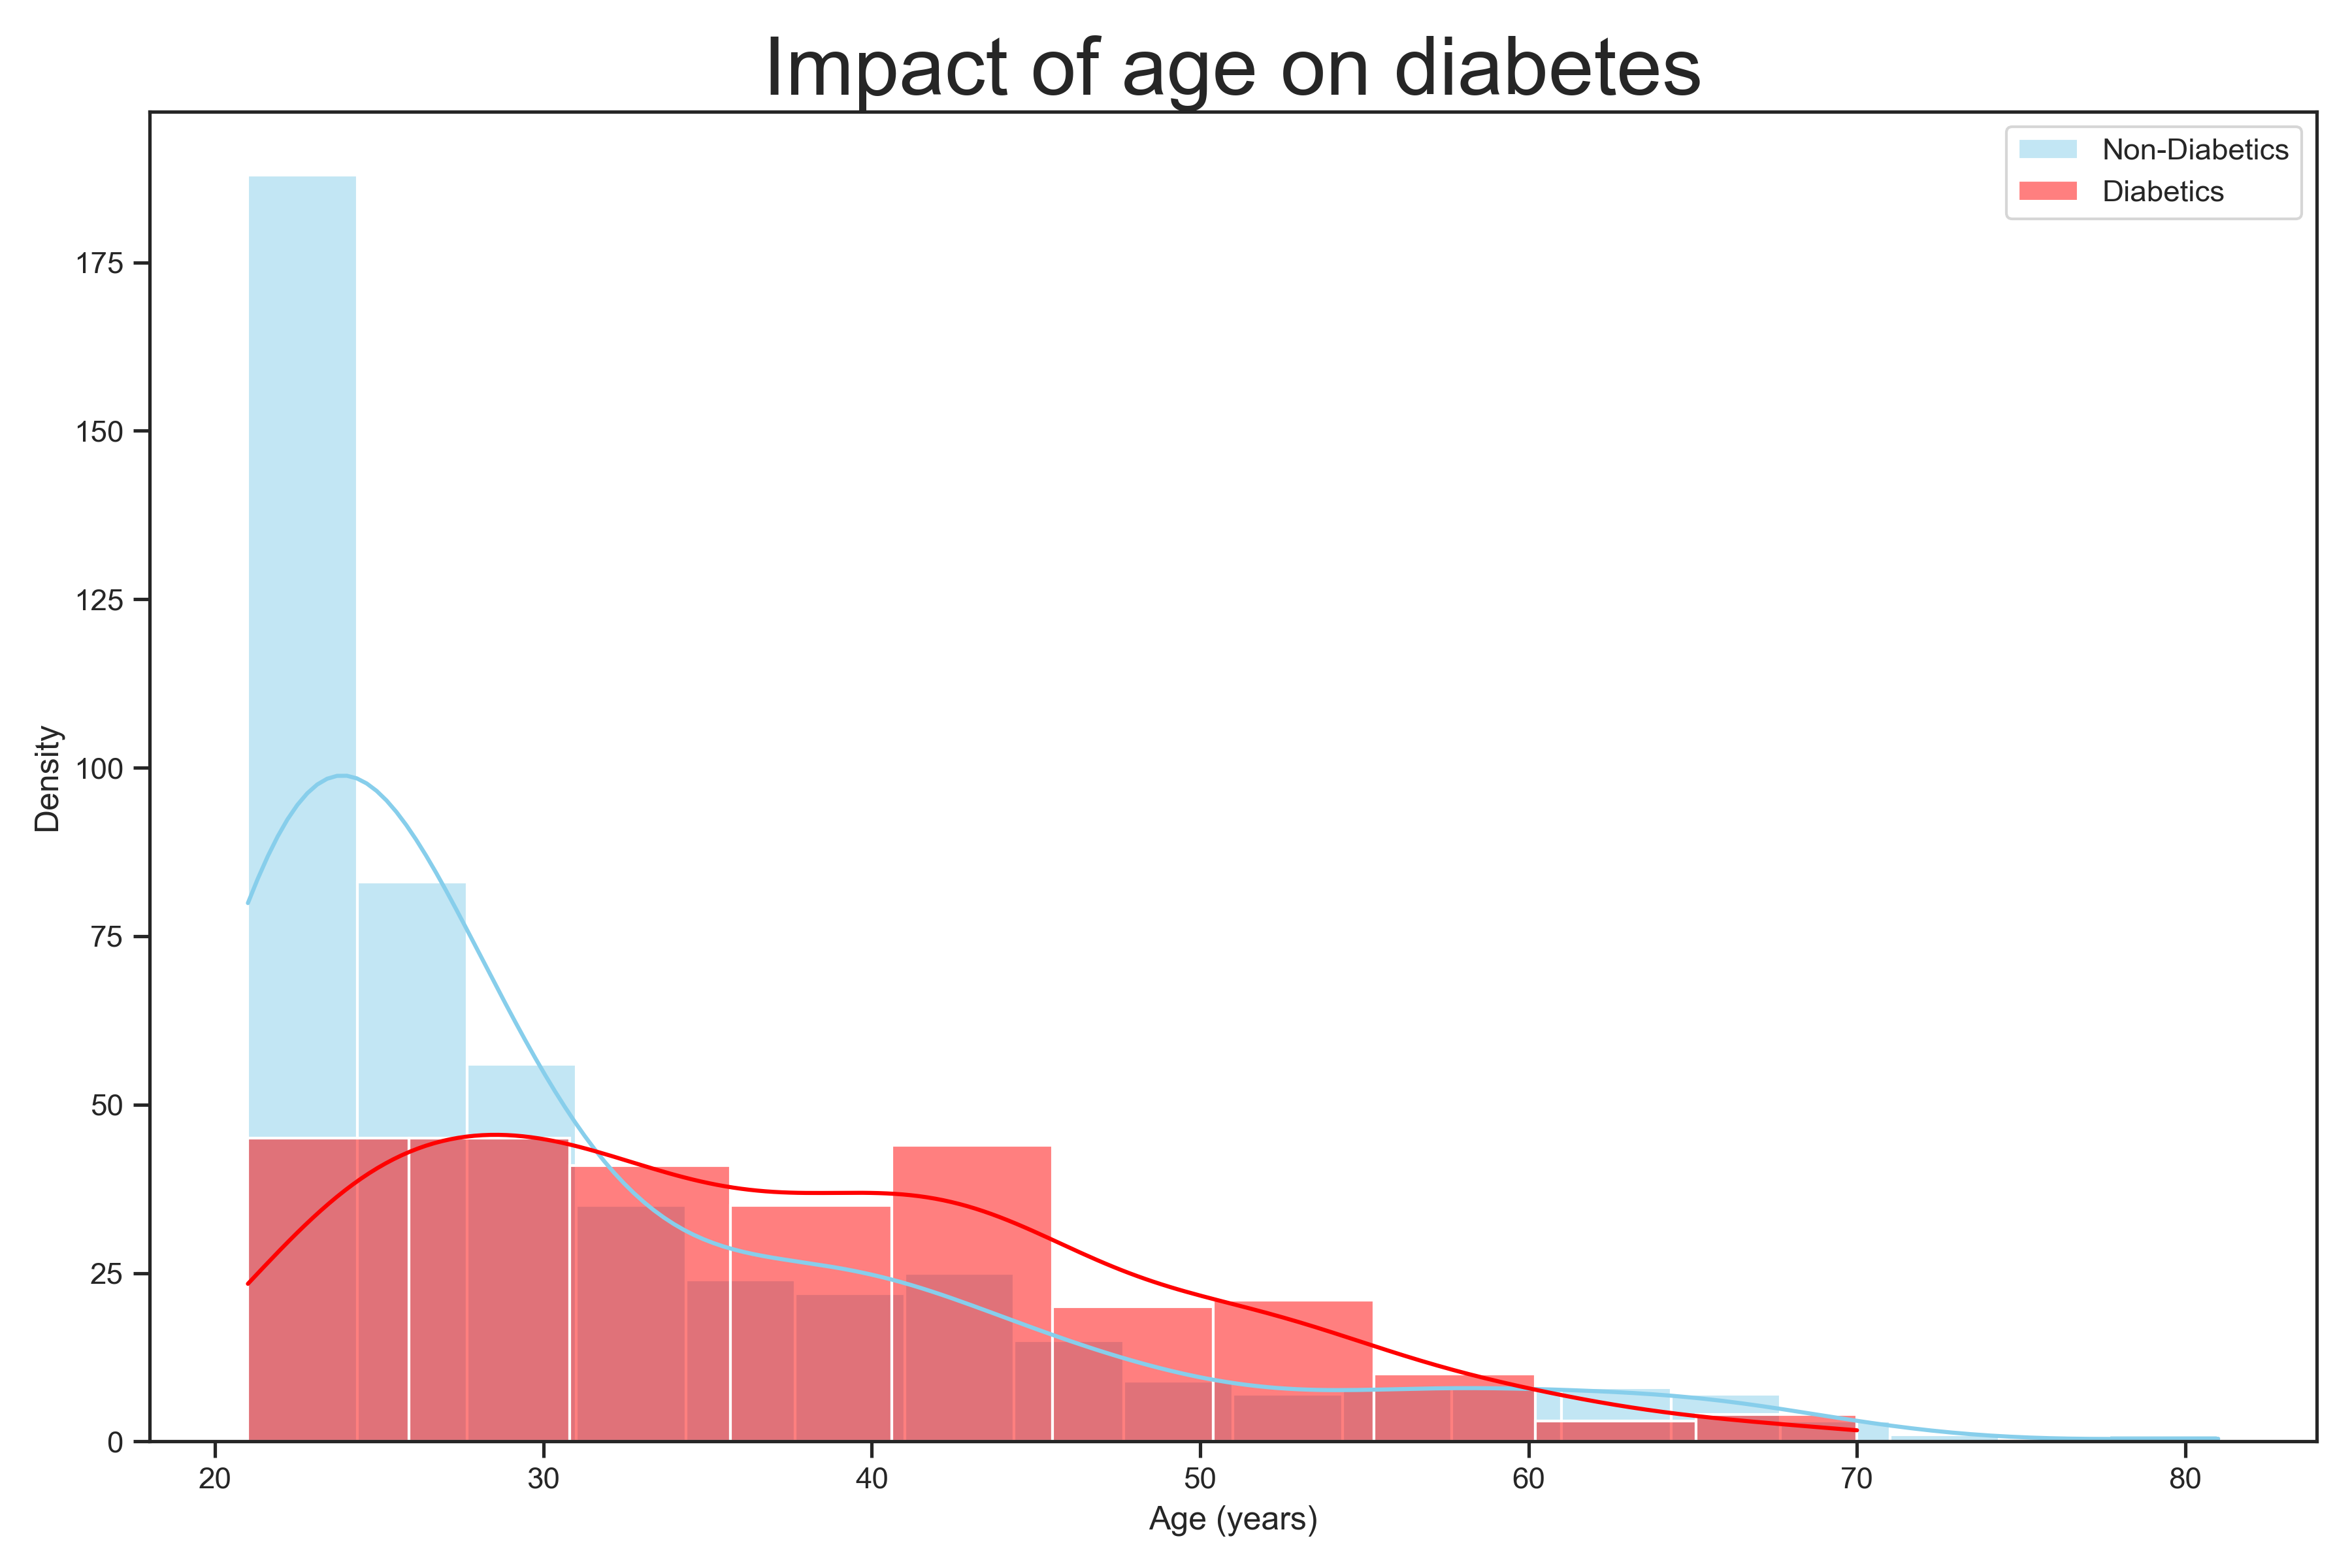 Impact of age on diabetes
Non-Diabetics
Diabetics
175
150
125
100
75
50
25
0
Density
20 30 40 50 60 70 80
Age (years)